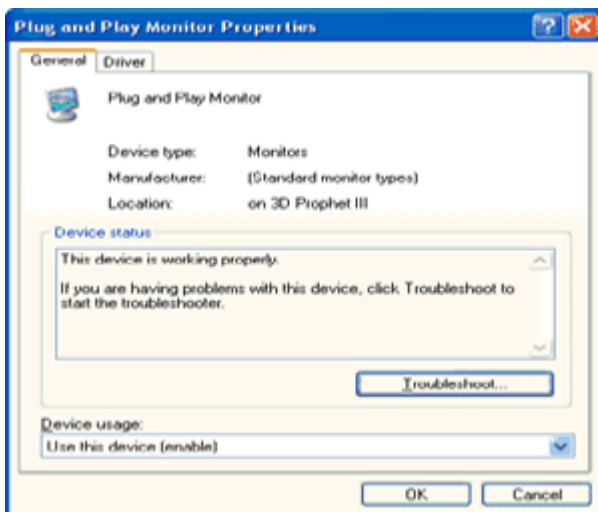 Plug and Play Monitor Properties
General Driver
Plug and Play Monitor
Device type: Monitors
Manufacturer: (Standard monitor types)
Location: on 3D Prophet III
Device status
This device is working properly.
If you are having problems with this device, click Troubleshoot to
start the troubleshooter.
Troubleshoot...
Device usage:
Use this device (enable)
OK Cancel